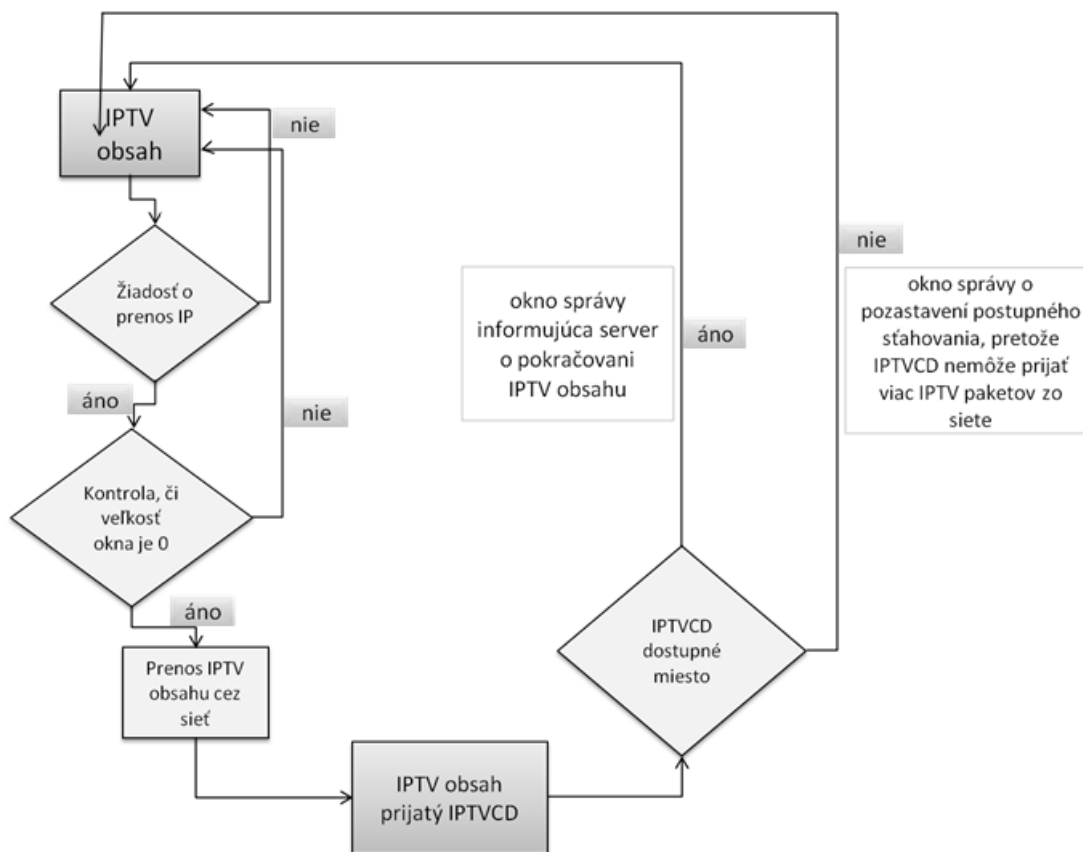 IPTV
obsah
nie
Žiadosť o
prenos IP
áno
nie
Kontrola, či
veľkosť
okna je 0
áno
Prenos IPTV
obsahu cez
sieť
IPTV obsah
prijatý IPTVCD
IPTVCD
dostupné
miesto
okno správy
informujúca server
o pokračovani
IPTV obsahu
áno
nie
okno správy o
pozastavení postupného
sťahovania, pretože
IPTVCD nemôže prijať
viac IPTV paketov zo
siete